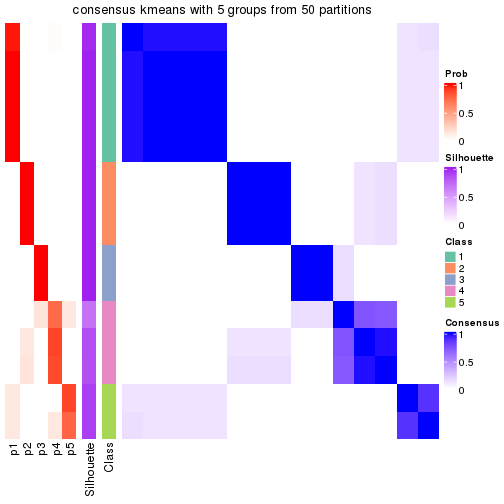 consensus kmeans with 5 groups from 50 partitions
Prob
1
0.5
0
Silhouette
1
0.5
0
Class
1
2
3
4
5
Consensus
1
0.5
0
p1
p2
p3
p4
p5
Silhouette
Class